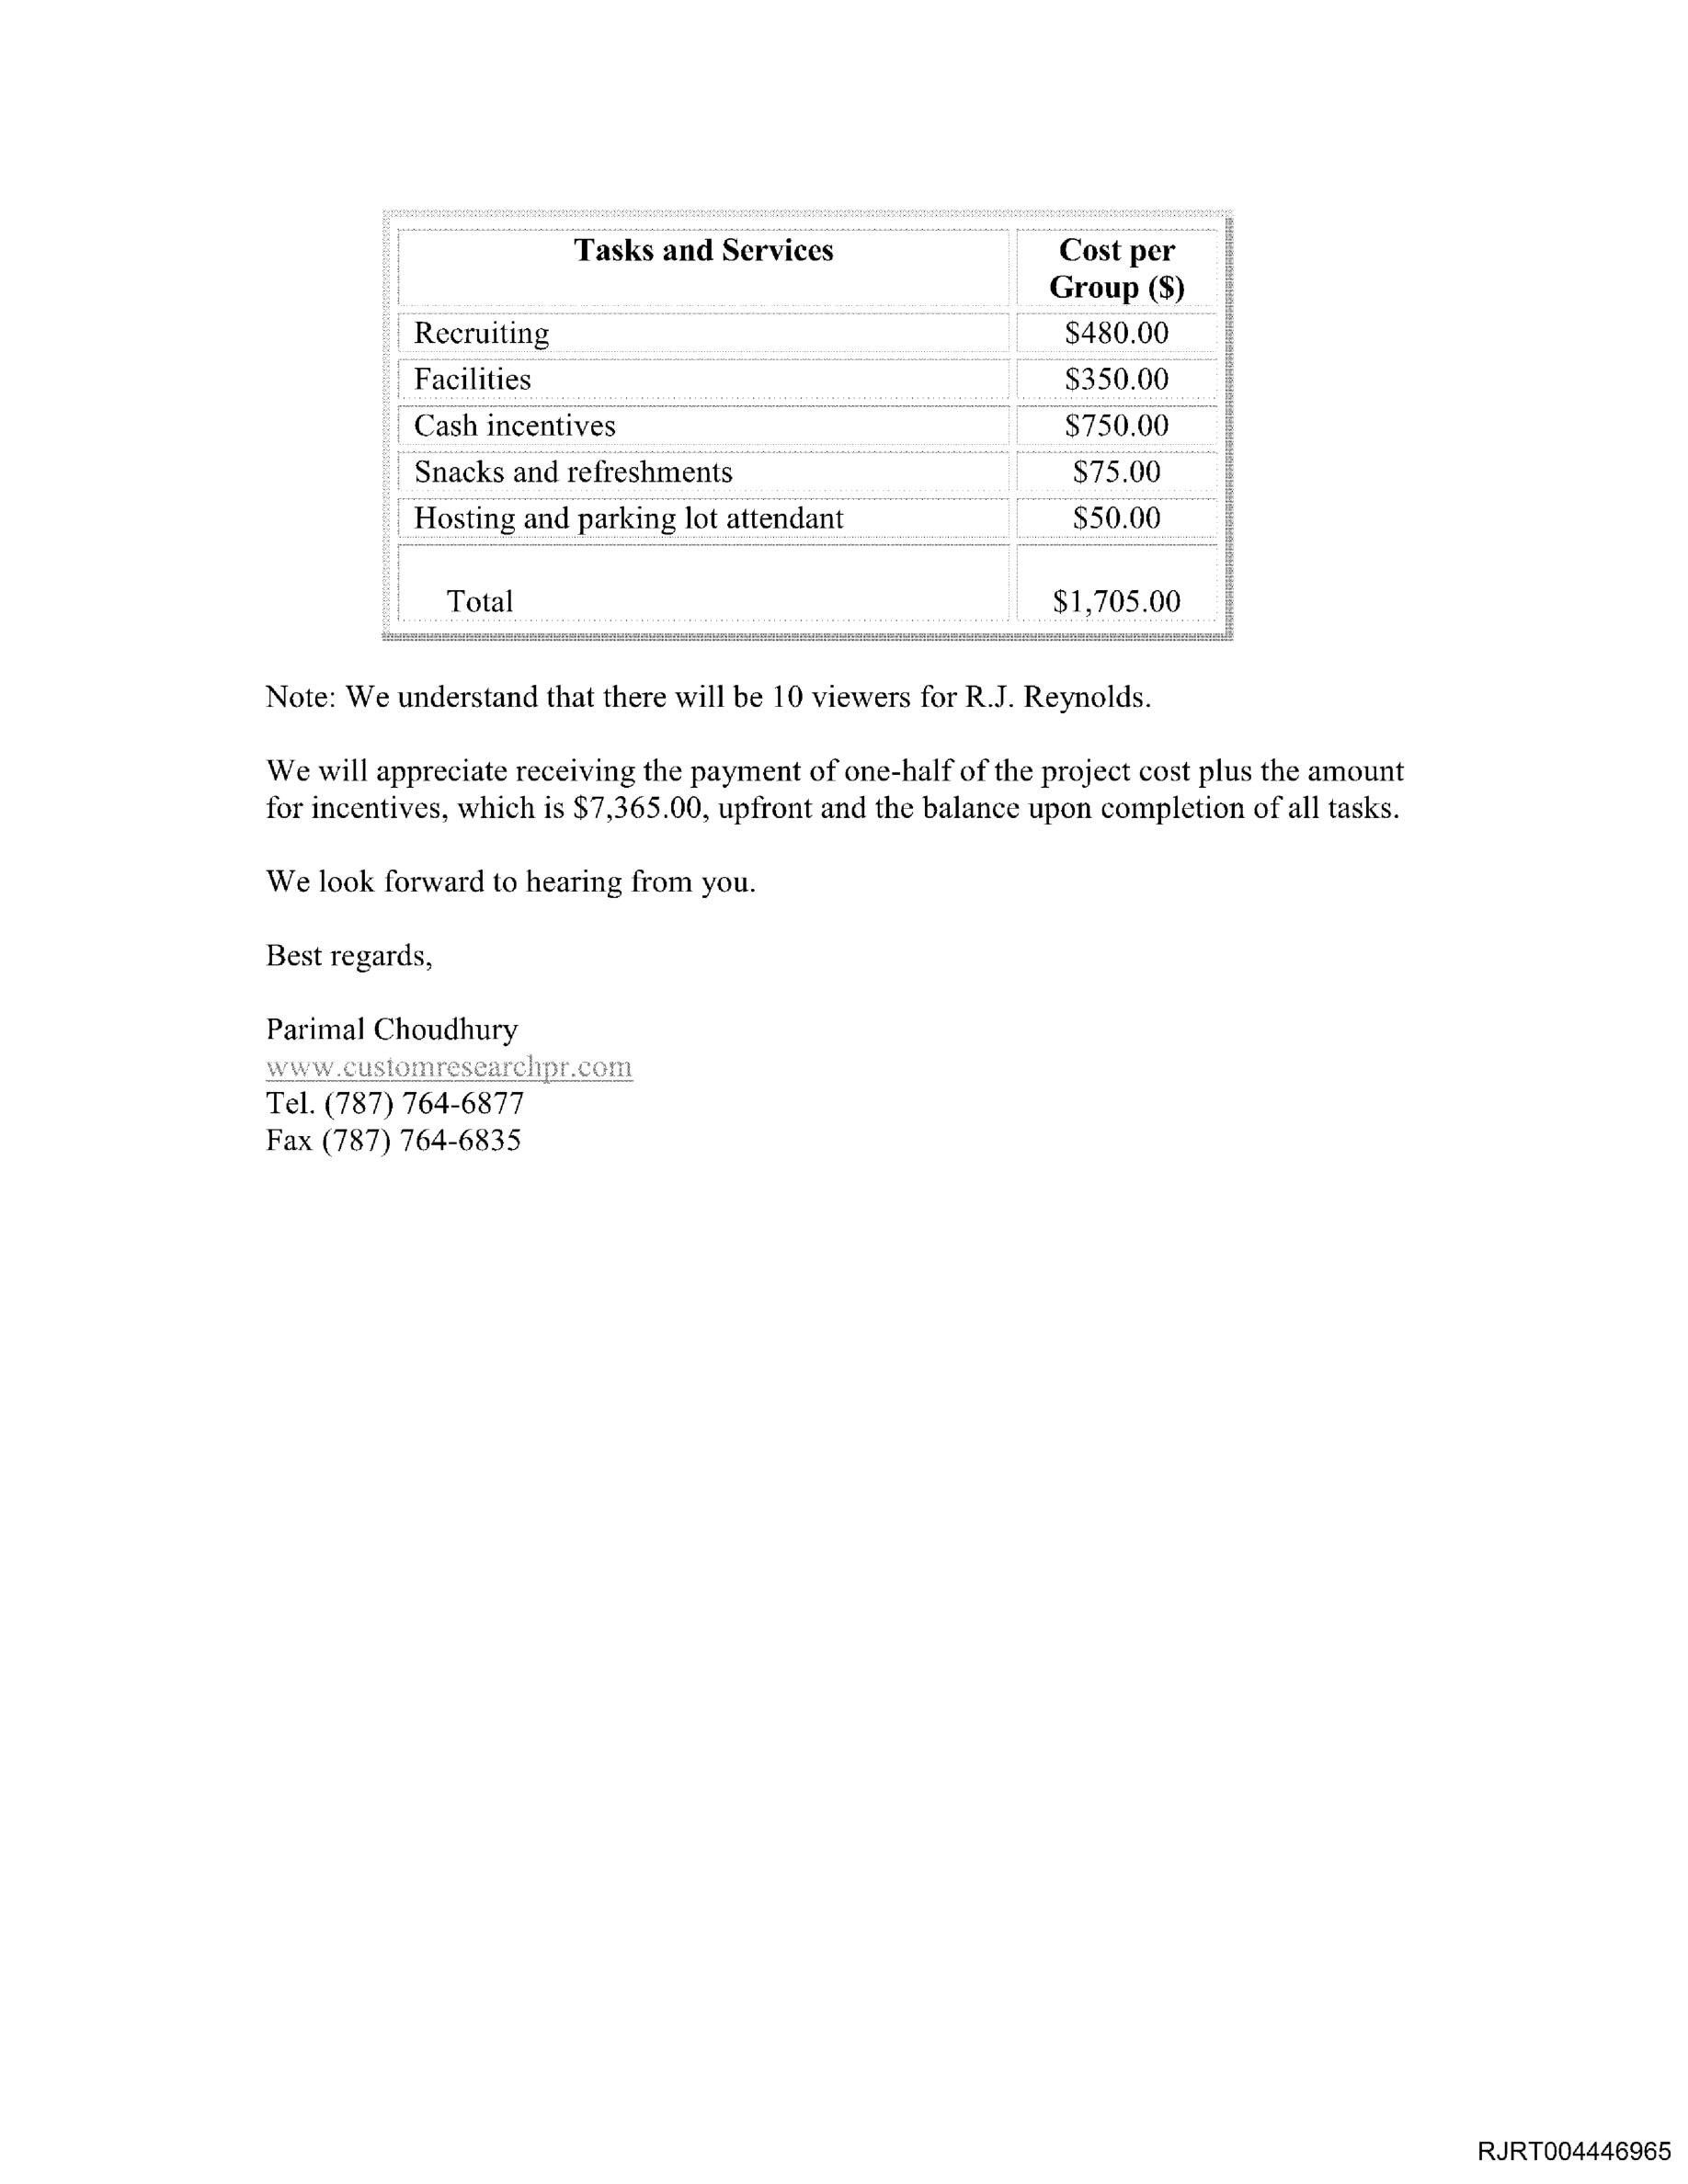 Tasks and Services Cost per
Group ($)
Recruiting $480.00
Facilities $350.00
Cash incentives $750.00
Snacks and refreshments $75.00
Hosting and parking lot attendant $50.00
Total $1,705.00
Note: We understand that there will be 10 viewers for R.J. Reynolds.
We will appreciate receiving the payment of one-half of the project cost plus the amount
for incentives, which is $7,365.00, upfront and the balance upon completion of all tasks.
We look forward to hearing from you.
Best regards,
Parimal Choudhury
www.customresearchpr.com
Tel. (787) 764-6877
Fax (787) 764-6835
RJRT004446965